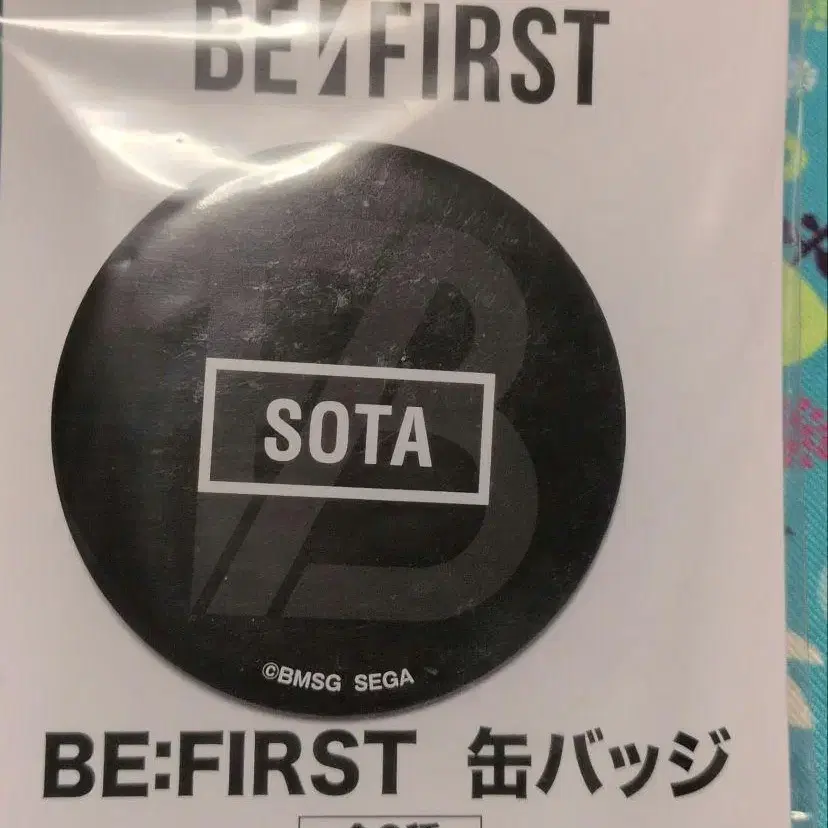 BE:FIRST
SOTA
©BMSG SEGA
BE:FIRST 缶バッジ